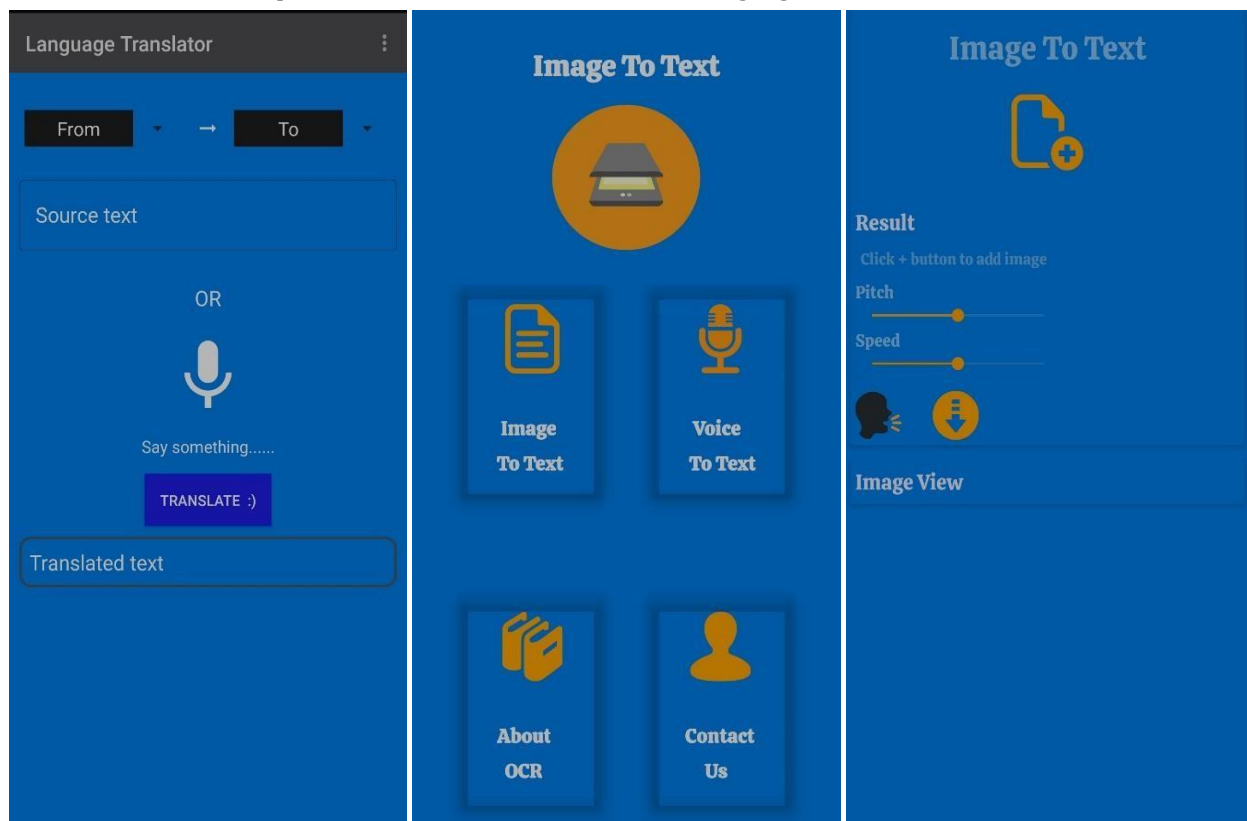 Language Translator
From → To
Source text
OR
Say something......
TRANSLATE :)
Translated text
Image To Text
Image
To Text
Voice
To Text
About
OCR
Contact
Us
Image To Text
Result
Click + button to add image
Pitch
Speed
Image View